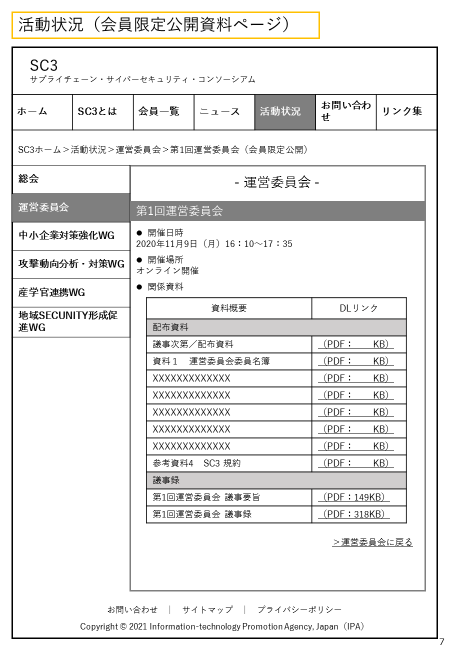 活動状況（会員限定公開資料ページ）
SC3
サプライチェーン・サイバーセキュリティ・コンソーシアム
ホーム SC3とは 会員一覧 ニュース 活動状況 お問い合わせ リンク集
SC3ホーム＞活動状況＞運営委員会＞第1回運営委員会（会員限定公開）
総会
運営委員会
中小企業対策強化WG
攻撃動向分析・対策WG
産学官連携WG
地域SECUNITY形成促
進WG
- 運営委員会 -
第1回運営委員会
● 開催日時
2020年11月9日（月）16：10～17：35
● 開催場所
オンライン開催
● 関係資料
資料概要 DLリンク
配布資料
議事次第／配布資料 （PDF：　　KB）
資料１　運営委員会委員名簿 （PDF：　　KB）
XXXXXXXXXXXXX （PDF：　　KB）
XXXXXXXXXXXXX （PDF：　　KB）
XXXXXXXXXXXXX （PDF：　　KB）
XXXXXXXXXXXXX （PDF：　　KB）
XXXXXXXXXXXXX （PDF：　　KB）
参考資料4　SC3 規約 （PDF：　　KB）
議事録
第1回運営委員会 議事要旨 （PDF：149KB）
第1回運営委員会 議事録 （PDF：318KB）
＞運営委員会に戻る
お問い合わせ ｜ サイトマップ ｜ プライバシーポリシー
Copyright © 2021 Information-technology Promotion Agency, Japan（IPA）
7